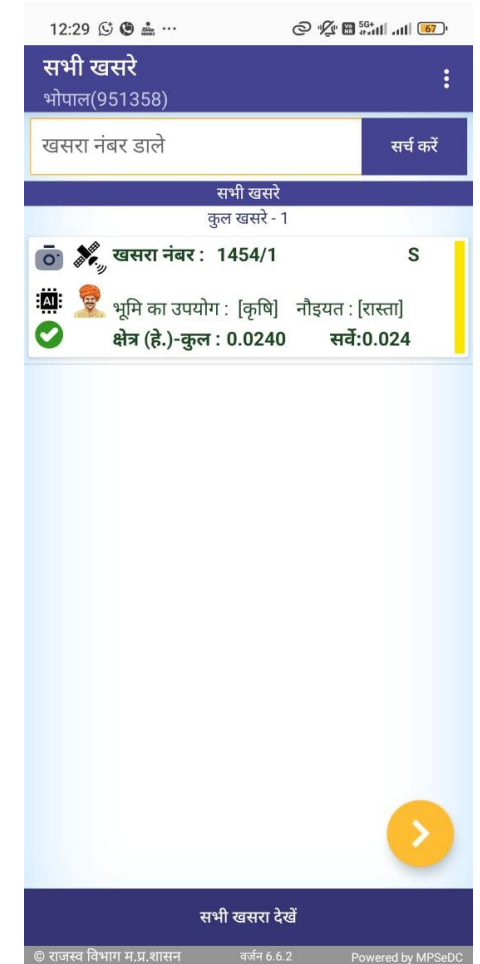 12:29 ... 5G+ 67
सभी खसरे
भोपाल(951358)
खसरा नंबर डाले सर्च करें
सभी खसरे
कुल खसरे - 1
खसरा नंबर : 1454/1 S
AI
भूमि का उपयोग : [कृषि] नौइयत : [रास्ता]
क्षेत्र (हे.)-कुल : 0.0240 सर्वे:0.024
सभी खसरा देखें
© राजस्व विभाग म.प्र.शासन वर्जन 6.6.2 Powered by MPSeDC